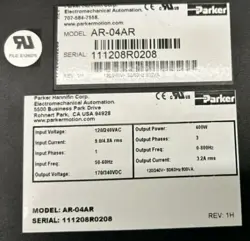 Electromechanical Automation
707-584-7558,
www.parkermotion.com
Parker
MODEL AR-04AR
SERIAL 111208R0208
Parker Hannifin Corp.
Electromechanical Automation,
5500 Business Park Drive
Rohnert Park, CA USA 94928
www.parkermotion.com
Parker
Input Voltage: 120/240VAC
Input Current: rms
Input Phases: 1
Input Freq: 50-60Hz
Output Voltage: 170/340VDC
Output Power: 400W
Output Phases: 3
Output Freq: 0-600Hz
Output Current: 3.2A rms
MODEL: AR-04AR
SERIAL: 111208R0208
REV: 1H